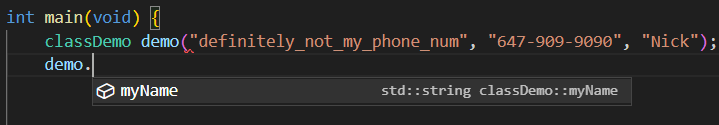 int main(void) {
classDemo demo("definitely_not_my_phone_num", "647-909-9090", "Nick");
demo.
myName std::string classDemo::myName